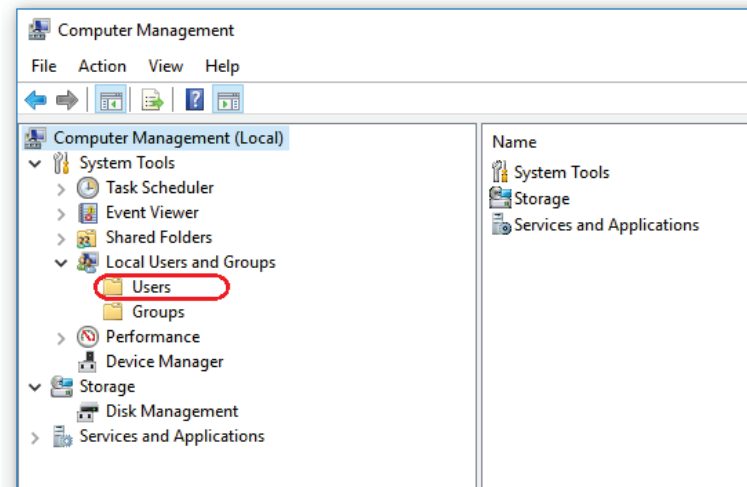 Computer Management
File Action View Help
Computer Management (Local)
System Tools
Task Scheduler
Event Viewer
Shared Folders
Local Users and Groups
Users
Groups
Performance
Device Manager
Storage
Disk Management
Services and Applications
Name
System Tools
Storage
Services and Applications